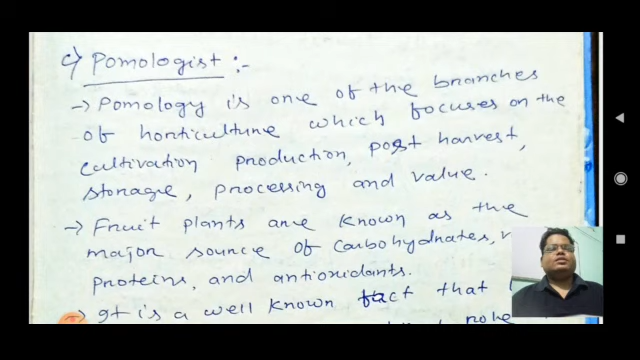 c) Pomologist :-
→ Pomology is one of the branches
of horticulture which focuses on the
cultivation production, post harvest,
storage, processing and value.
→ Fruit plants are known as the
major source of carbohydrates,
proteins, and antioxidants.
→ It is a well known fact that